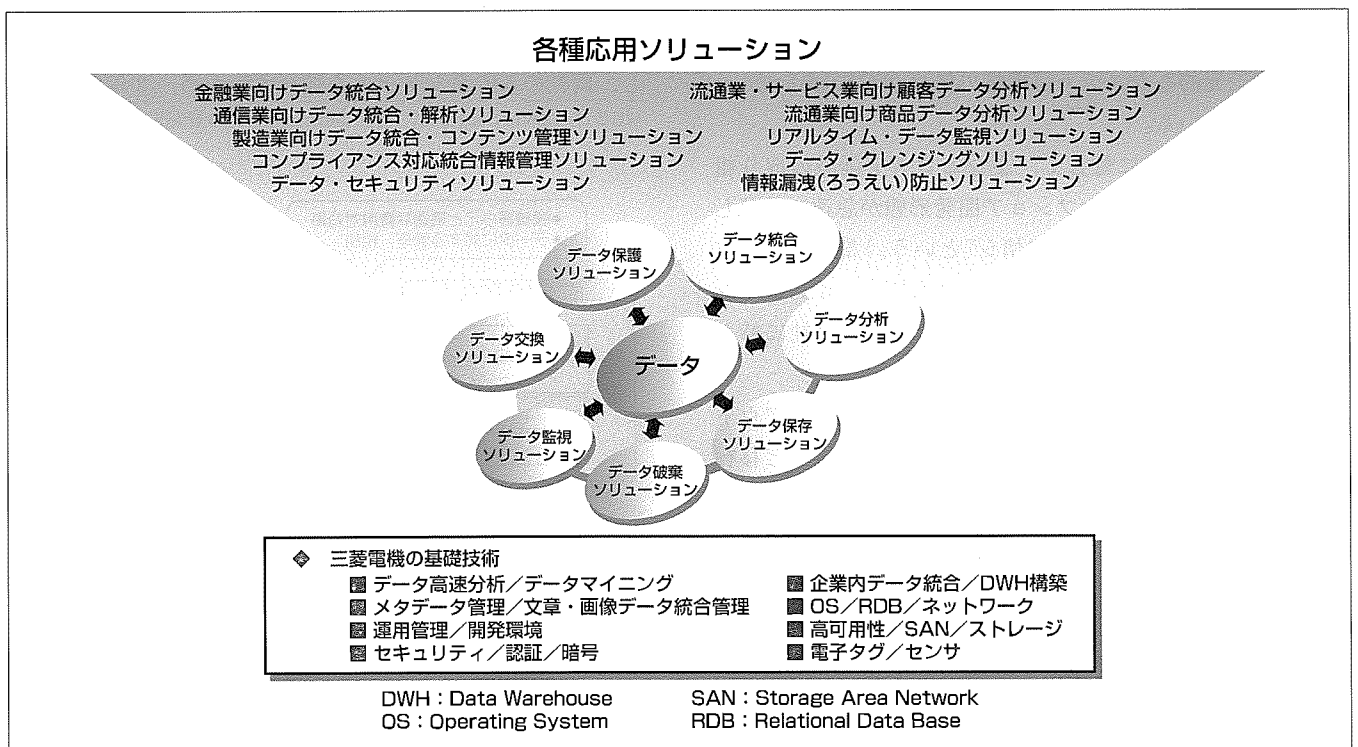 各種応用ソリューション
金融業向けデータ統合ソリューション
通信業向けデータ統合・解析ソリューション
製造業向けデータ統合・コンテンツ管理ソリューション
コンプライアンス対応統合情報管理ソリューション
データ・セキュリティソリューション
流通業・サービス業向け顧客データ分析ソリューション
流通業向け商品データ分析ソリューション
リアルタイム・データ監視ソリューション
データ・クレンジングソリューション
情報漏洩(ろうえい)防止ソリューション
データ保護
ソリューション
データ統合
ソリューション
データ交換
ソリューション
データ分析
ソリューション
データ
データ監視
ソリューション
データ保存
ソリューション
データ破棄
ソリューション
◆ 三菱電機の基礎技術
■ データ高速分析／データマイニング
■ メタデータ管理／文章・画像データ統合管理
■ 運用管理／開発環境
■ セキュリティ／認証／暗号
■ 企業内データ統合／DWH構築
■ OS／RDB／ネットワーク
■ 高可用性／SAN／ストレージ
■ 電子タグ／センサ
DWH：Data Warehouse
SAN：Storage Area Network
OS：Operating System
RDB：Relational Data Base